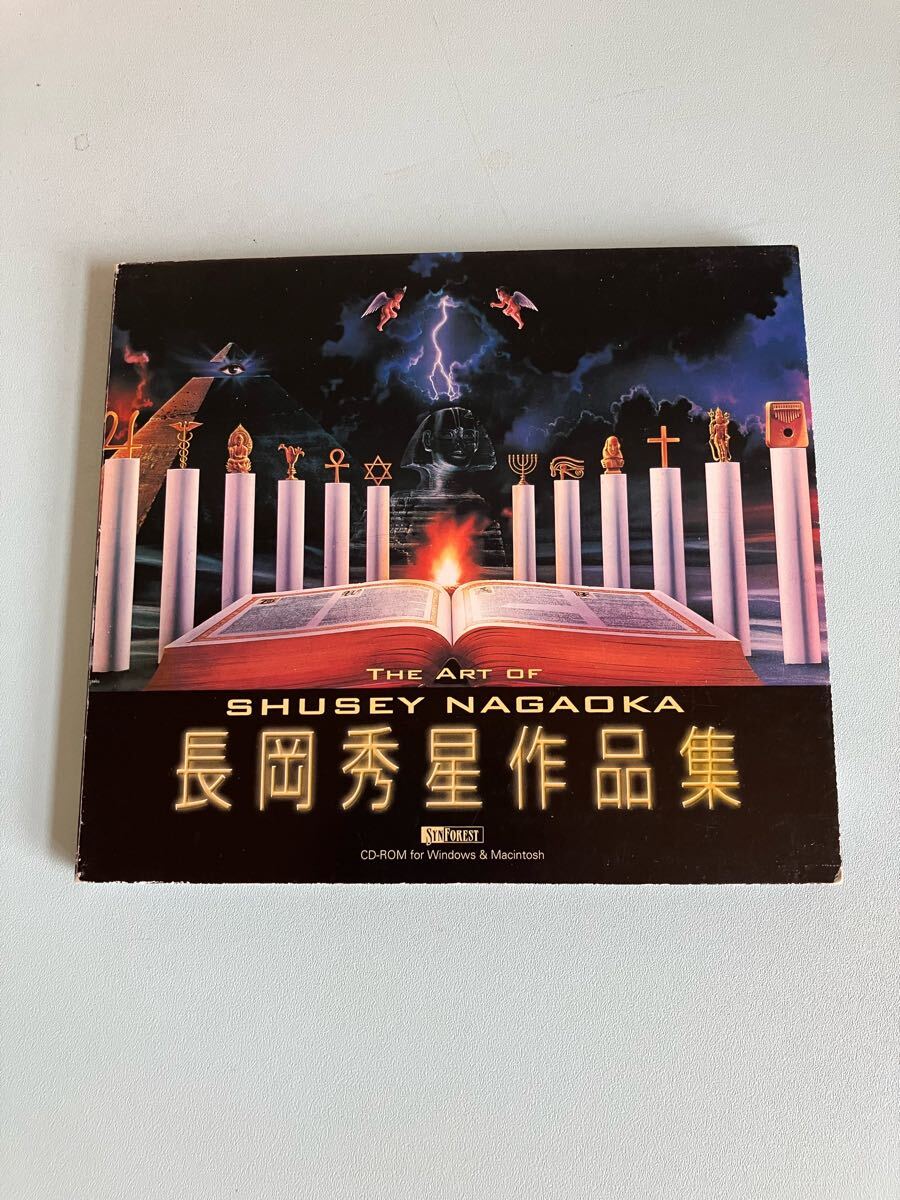 THE ART OF
SHUSEY NAGAOKA
長岡秀星作品集
SYNFOREST
CD-ROM for Windows & Macintosh